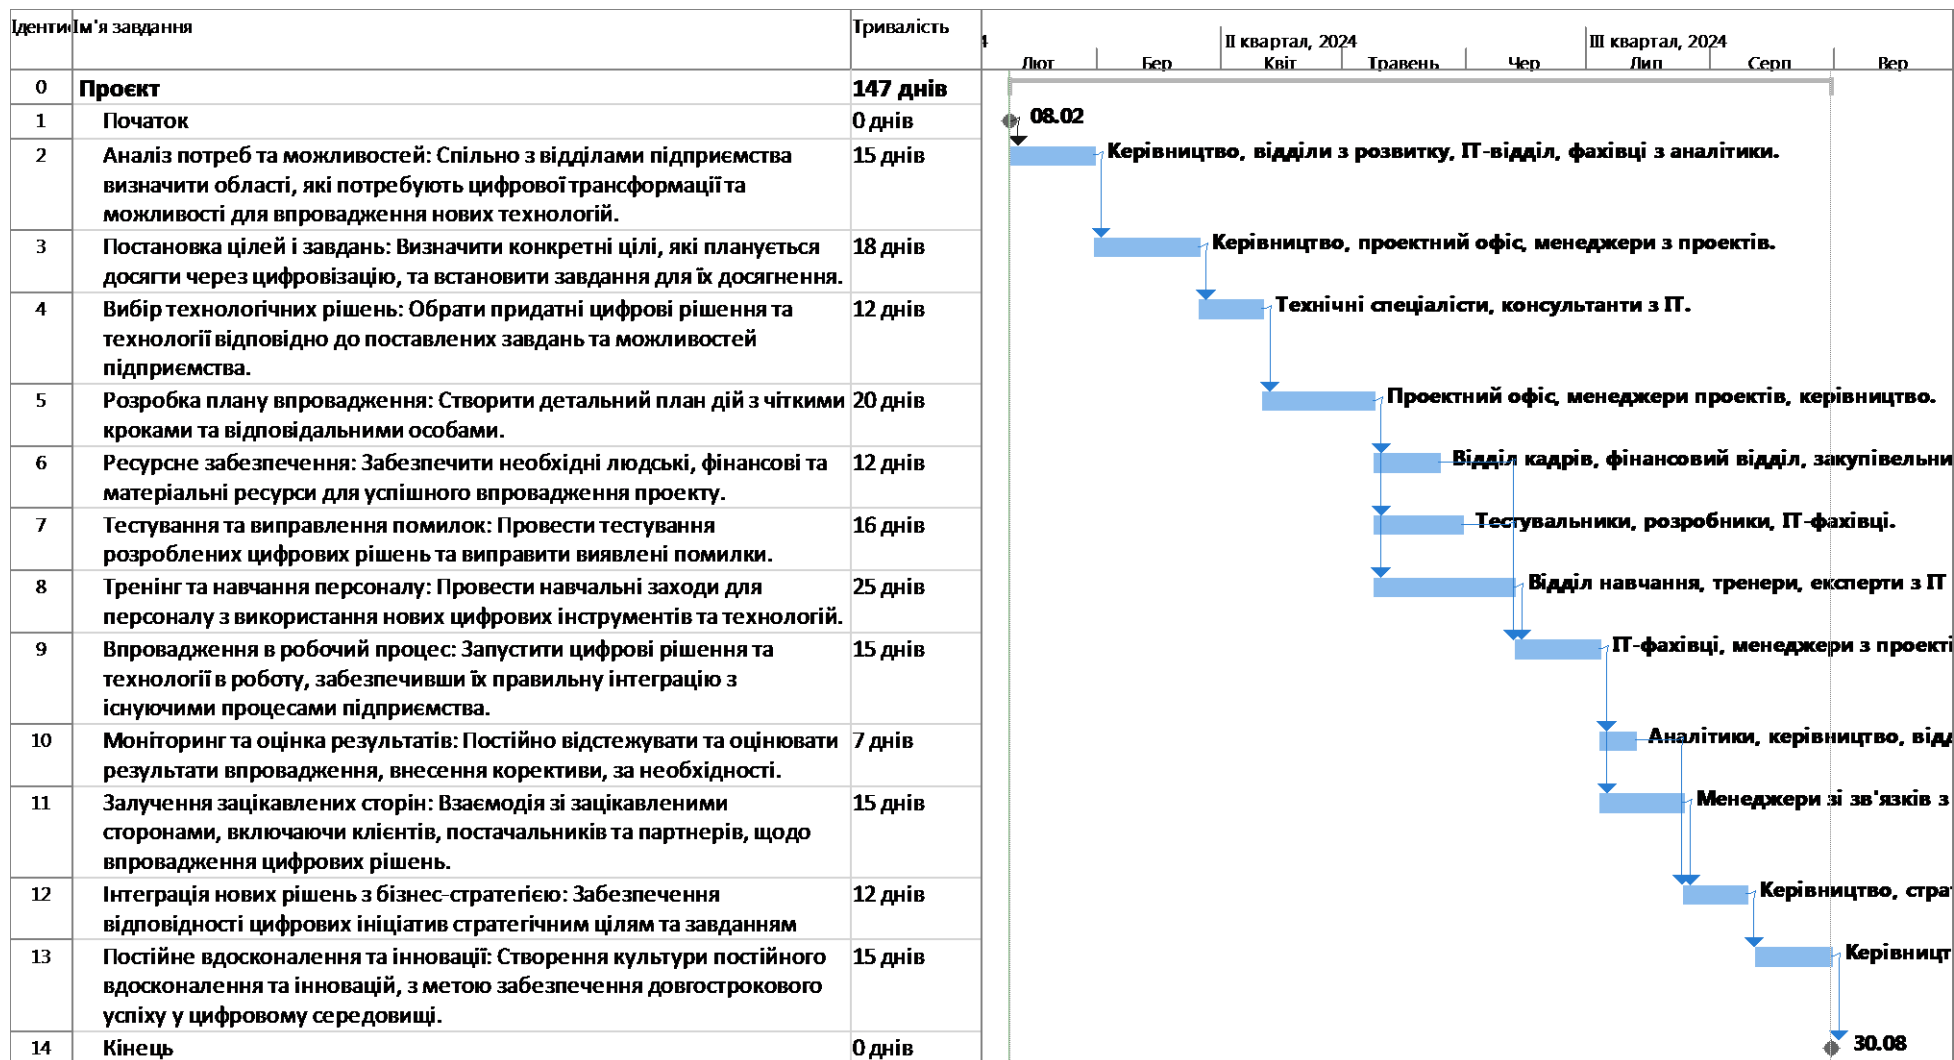 Ім'я завдання
Тривалість
II квартал, 2024
III квартал, 2024
Лют Бер Квіт Травень Чер Лип Серп Вер
0 Проєкт 147 днів
1 Початок 0 днів
08.02
2 Аналіз потреб та можливостей: Спільно з відділами підприємства 15 днів
визначити області, які потребують цифрової трансформації та
можливості для впровадження нових технологій.
Керівництво, відділи з розвитку, ІТ-відділ, фахівці з аналітики.
3 Постановка цілей і завдань: Визначити конкретні цілі, які планується 18 днів
досягти через цифровізацію, та встановити завдання для їх досягнення.
Керівництво, проектний офіс, менеджери з проектів.
4 Вибір технологічних рішень: Обрати придатні цифрові рішення та 12 днів
технології відповідно до поставлених завдань та можливостей
підприємства.
Технічні спеціалісти, консультанти з ІТ.
5 Розробка плану впровадження: Створити детальний план дій з чіткими 20 днів
кроками та відповідальними особами.
Проектний офіс, менеджери проектів, керівництво.
6 Ресурсне забезпечення: Забезпечити необхідні людські, фінансові та 12 днів
матеріальні ресурси для успішного впровадження проекту.
Відділ кадрів, фінансовий відділ, закупівельни
7 Тестування та виправлення помилок: Провести тестування 16 днів
розроблених цифрових рішень та виправити виявлені помилки.
Тестувальники, розробники, ІТ-фахівці.
8 Тренінг та навчання персоналу: Провести навчальні заходи для 25 днів
персоналу з використання нових цифрових інструментів та технологій.
Відділ навчання, тренери, експерти з ІТ
9 Впровадження в робочий процес: Запустити цифрові рішення та 15 днів
технології в роботу, забезпечивши їх правильну інтеграцію з
існуючими процесами підприємства.
ІТ-фахівці, менеджери з проекті
10 Моніторинг та оцінка результатів: Постійно відстежувати та оцінювати 7 днів
результати впровадження, внесення корективи, за необхідності.
Аналітики, керівництво, відд
11 Залучення зацікавлених сторін: Взаємодія зі зацікавленими 15 днів
сторонами, включаючи клієнтів, постачальників та партнерів, щодо
впровадження цифрових рішень.
Менеджери зі зв'язків з
12 Інтеграція нових рішень з бізнес-стратегією: Забезпечення 12 днів
відповідності цифрових ініціатив стратегічним цілям та завданням
Керівництво, страт
13 Постійне вдосконалення та інновації: Створення культури постійного 15 днів
вдосконалення та інновацій, з метою забезпечення довгострокового
успіху у цифровому середовищі.
Керівницт
14 Кінець 0 днів
30.08